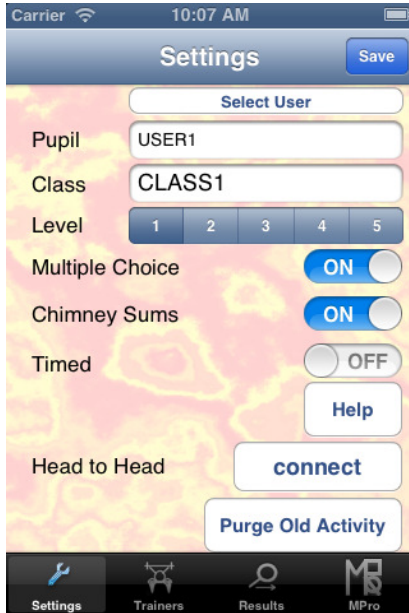 Carrier 10:07 AM
Settings Save
Select User
Pupil USER1
Class CLASS1
Level 1 2 3 4 5
Multiple Choice ON
Chimney Sums ON
Timed OFF
Help
Head to Head connect
Purge Old Activity
Settings Trainers Results MPro